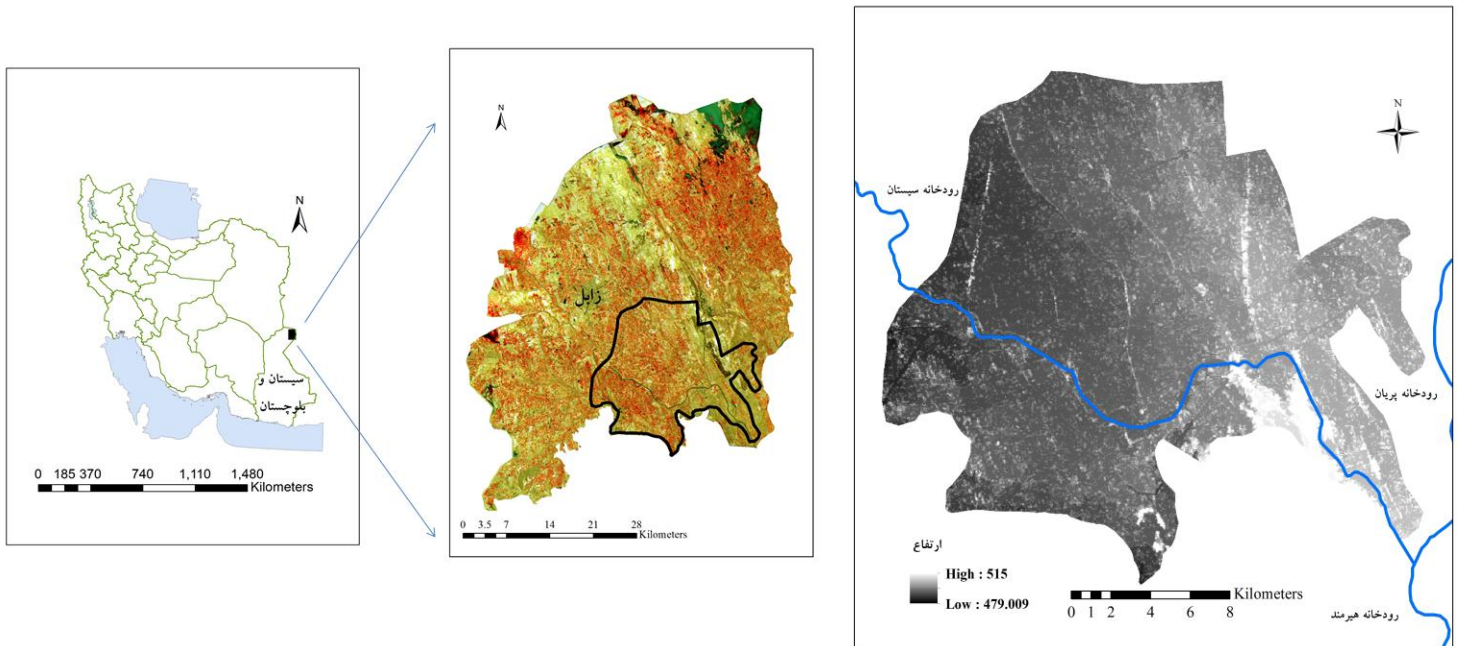 N
سیستان و
بلوچستان
0 185 370 740 1,110 1,480
Kilometers
N
زابل
0 3.5 7 14 21 28
Kilometers
N
رودخانه سیستان
رودخانه پریان
ارتفاع
High : 515
Low : 479.009
Kilometers
0 1 2 4 6 8
رودخانه هیرمند